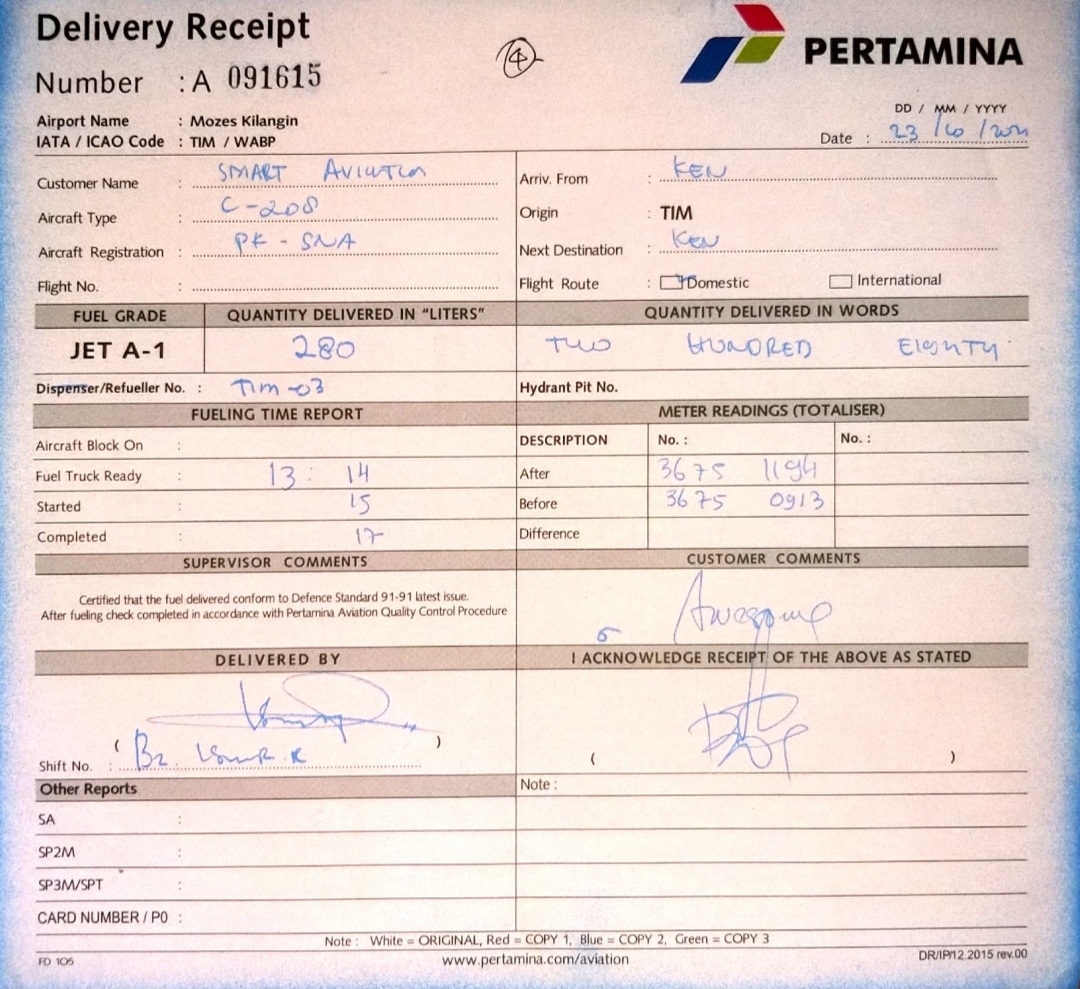 Delivery Receipt
PERTAMINA
Number : A 091615
4
Airport Name : Mozes Kilangin
IATA / ICAO Code : TIM / WABP
DD / MM / YYYY
Date : 23 /10 /
Customer Name : SMART AVIATION
Arriv. From : KEN
Aircraft Type : C-208
Origin : TIM
Aircraft Registration : PK - SNA
Next Destination : KEN
Flight No. :
Flight Route : Domestic International
FUEL GRADE QUANTITY DELIVERED IN "LITERS" QUANTITY DELIVERED IN WORDS
JET A-1 280 TWO HUNDRED EIGHTY
Dispenser/Refueller No. : TIM-03 Hydrant Pit No.
FUELING TIME REPORT METER READINGS (TOTALISER)
Aircraft Block On : DESCRIPTION No. : No. :
Fuel Truck Ready : 13 : 14 After 3675 1194
Started : 15 Before 3675 0913
Completed : 17 Difference
SUPERVISOR COMMENTS CUSTOMER COMMENTS
Certified that the fuel delivered conform to Defence Standard 91-91 latest issue.
After fueling check completed in accordance with Pertamina Aviation Quality Control Procedure
Awesome
DELIVERED BY I ACKNOWLEDGE RECEIPT OF THE ABOVE AS STATED
( ) ( )
Shift No. :
Other Reports Note :
SA :
SP2M :
SP3M/SPT :
CARD NUMBER / P0 :
Note : White = ORIGINAL, Red = COPY 1, Blue = COPY 2, Green = COPY 3
FD 105 www.pertamina.com/aviation DR/IP/12.2015 rev.00